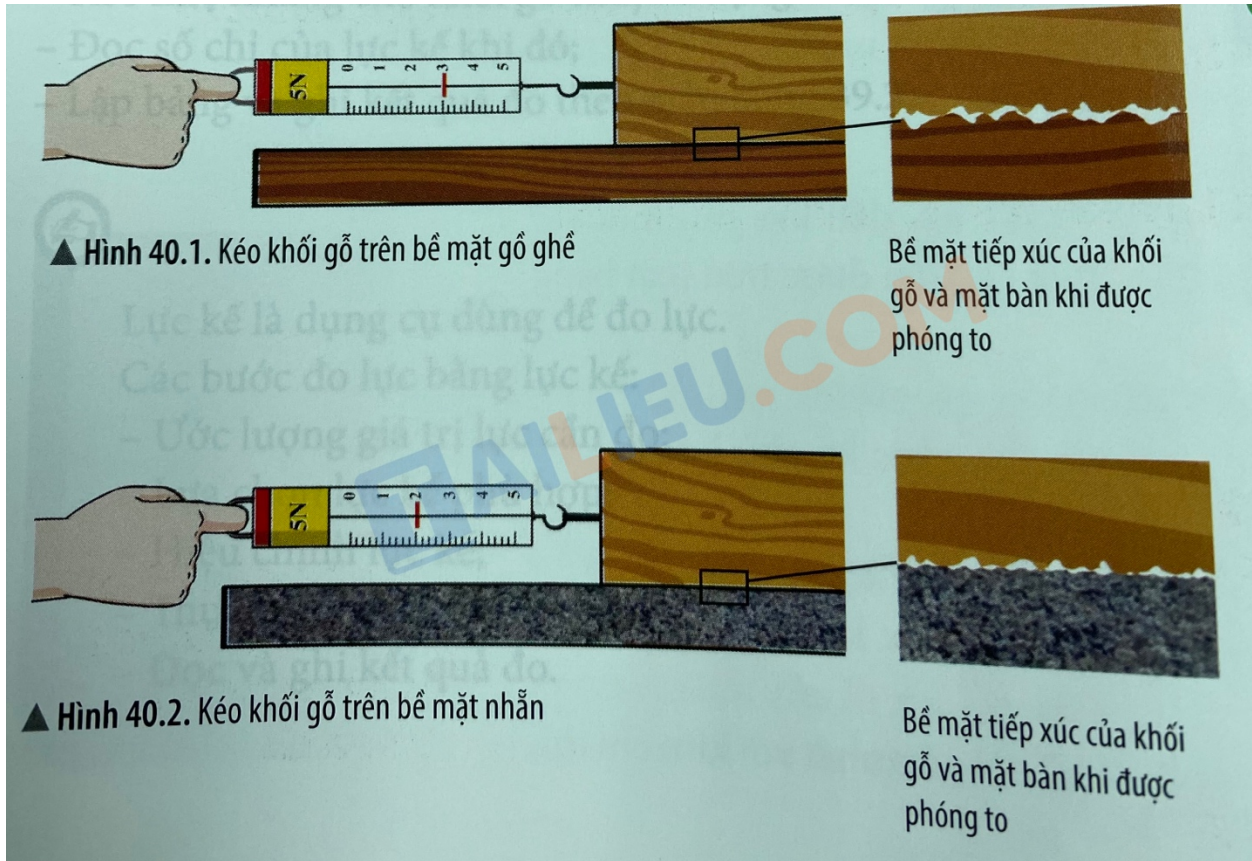 – Đọc số chỉ của lực kế khi đó;
5N
0 1 2 3 4 5
▲ Hình 40.1. Kéo khối gỗ trên bề mặt gồ ghề
Bề mặt tiếp xúc của khối
gỗ và mặt bàn khi được
phóng to
Lực kế là dụng cụ dùng để đo lực.
Các bước đo lực bằng lực kế:
– Ước lượng giá trị lực cần đo
TAILIEU.COM
5N
0 1 2 3 4 5
Đọc và ghi kết quả đo.
▲ Hình 40.2. Kéo khối gỗ trên bề mặt nhẵn
Bề mặt tiếp xúc của khối
gỗ và mặt bàn khi được
phóng to